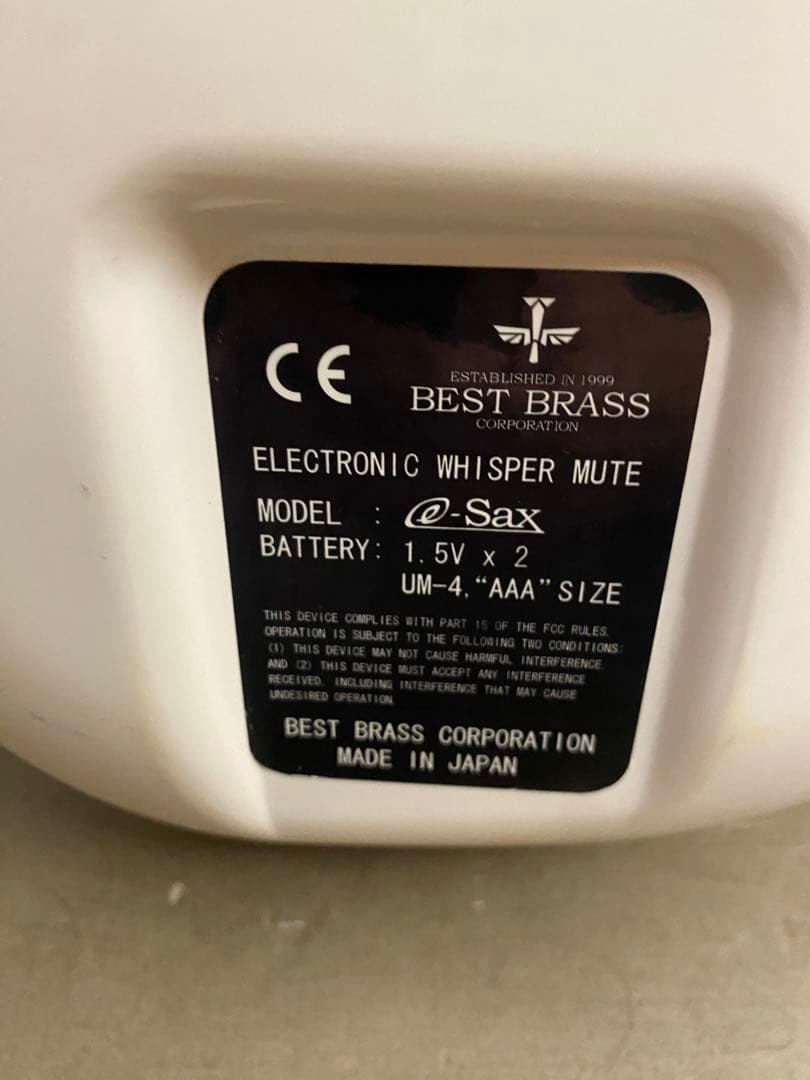 CE
ESTABLISHED IN 1999
BEST BRASS
CORPORATION
ELECTRONIC WHISPER MUTE
MODEL : e-Sax
BATTERY: 1.5V x 2
UM-4, "AAA" SIZE
THIS DEVICE COMPLIES WITH PART 15 OF THE FCC RULES.
OPERATION IS SUBJECT TO THE FOLLOWING TWO CONDITIONS:
(1) THIS DEVICE MAY NOT CAUSE HARMFUL INTERFERENCE.
AND (2) THIS DEVICE MUST ACCEPT ANY INTERFERENCE
RECEIVED, INCLUDING INTERFERENCE THAT MAY CAUSE
UNDESIRED OPERATION
BEST BRASS CORPORATION
MADE IN JAPAN